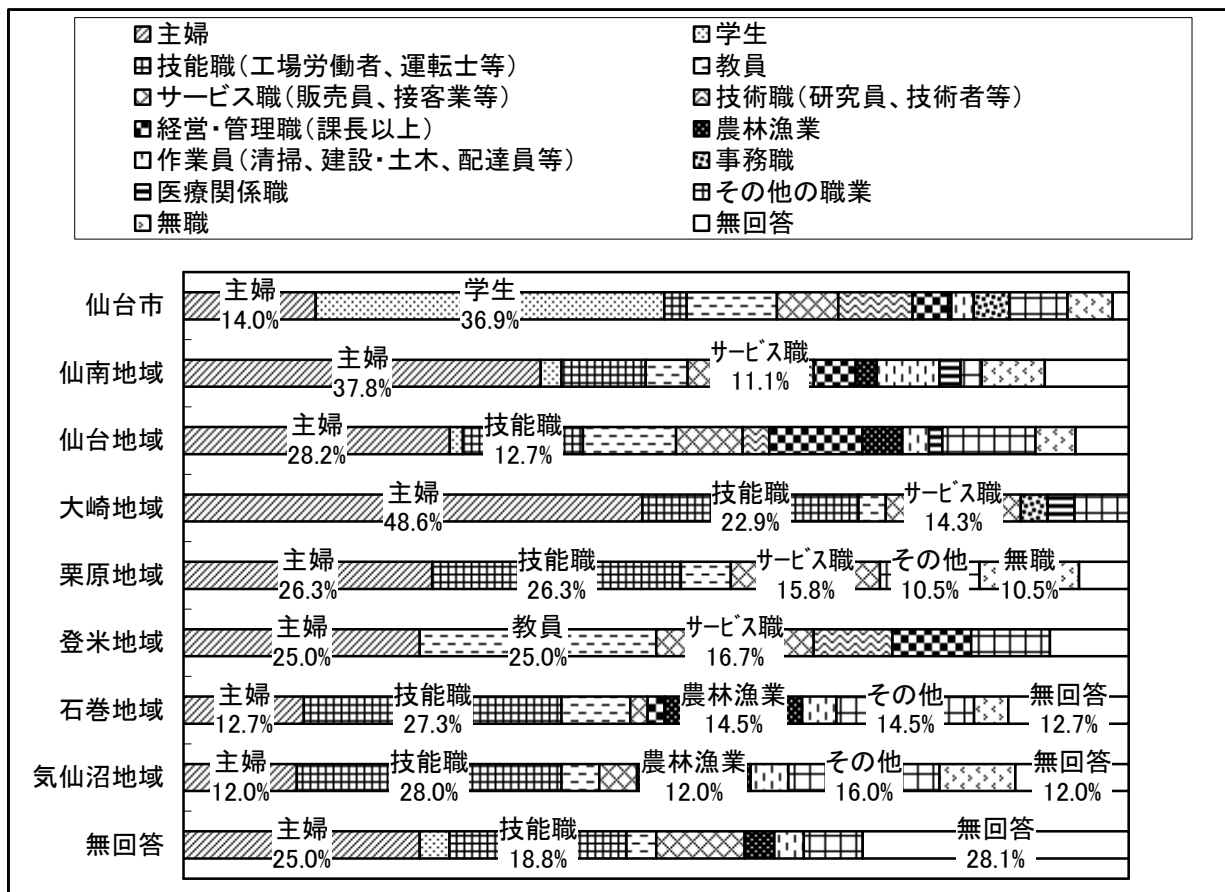 主婦 学生
技能職(工場労働者、運転士等) 教員
サービス職(販売員、接客業等) 技術職(研究員、技術者等)
経営・管理職(課長以上) 農林漁業
作業員(清掃、建設・土木、配達員等) 事務職
医療関係職 その他の職業
無職 無回答
仙台市 主婦 学生
14.0% 36.9%
仙南地域 主婦 ｻｰﾋﾞｽ職
37.8% 11.1%
仙台地域 主婦 技能職
28.2% 12.7%
大崎地域 主婦 技能職 ｻｰﾋﾞｽ職
48.6% 22.9% 14.3%
栗原地域 主婦 技能職 ｻｰﾋﾞｽ職 その他 無職
26.3% 26.3% 15.8% 10.5% 10.5%
登米地域 主婦 教員 ｻｰﾋﾞｽ職
25.0% 25.0% 16.7%
石巻地域 主婦 技能職 農林漁業 その他 無回答
12.7% 27.3% 14.5% 14.5% 12.7%
気仙沼地域 主婦 技能職 農林漁業 その他 無回答
12.0% 28.0% 12.0% 16.0% 12.0%
無回答 主婦 技能職 無回答
25.0% 18.8% 28.1%